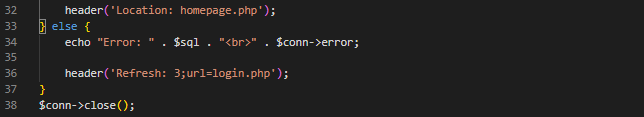 32 header('Location: homepage.php');
33 } else {
34 echo "Error: " . $sql . "<br>" . $conn->error;
35
36 header('Refresh: 3;url=login.php');
37 }
38 $conn->close();